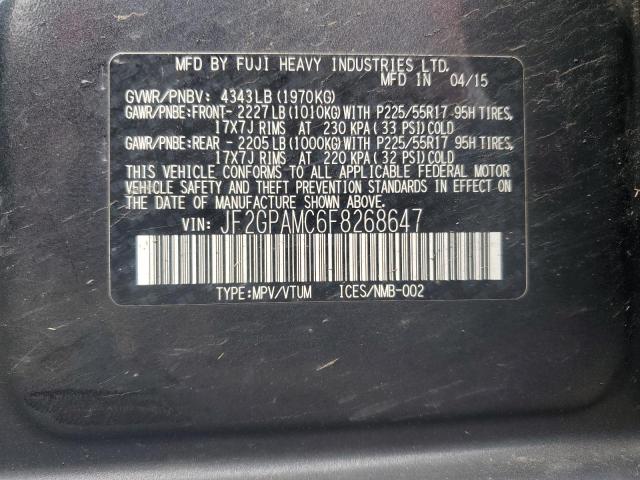 MFD BY FUJI HEAVY INDUSTRIES LTD.
MFD IN 04/15
GVWR/PNBV: 4343LB (1970KG)
GAWR/PNBE:FRONT- 2227LB (1010KG) WITH P225/55R17 95H TIRES,
17X7J RIMS AT 230 KPA (33 PSI) COLD
GAWR/PNBE:REAR - 2205LB (1000KG) WITH P225/55R17 95H TIRES,
17X7J RIMS AT 220 KPA (32 PSI) COLD
THIS VEHICLE CONFORMS TO ALL APPLICABLE FEDERAL MOTOR
VEHICLE SAFETY AND THEFT PREVENTION STANDARDS IN EFFECT ON
THE DATE OF MANUFACTURE SHOWN ABOVE.
VIN: JF2GPAMC6F8268647
TYPE:MPV/VTUM ICES/NMB-002